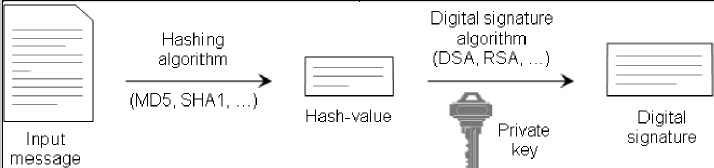 Input
message
Hashing
algorithm
(MD5, SHA1, ...)
Hash-value
Digital signature
algorithm
(DSA, RSA, ...)
Private
key
Digital
signature